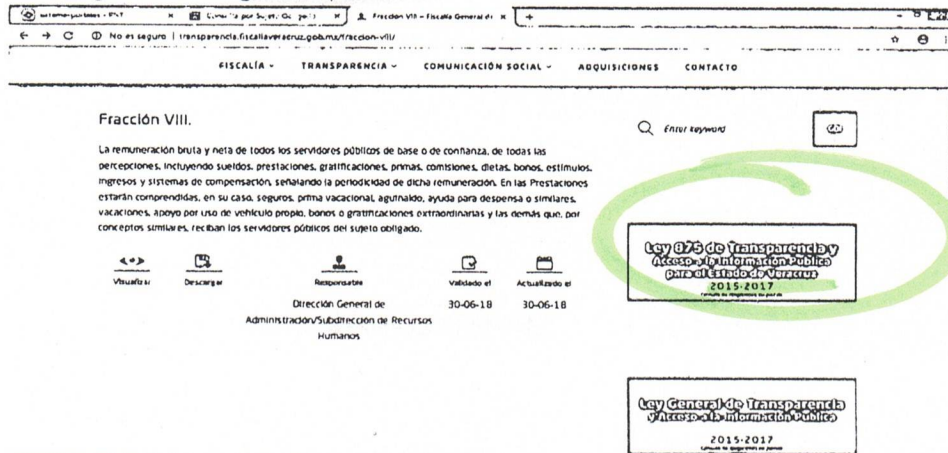 Fracción VIII – Fiscalía General de
No es seguro | transparencia.fiscaliaveracruz.gob.mx/fraccion-viii/
FISCALÍA TRANSPARENCIA COMUNICACIÓN SOCIAL ADQUISICIONES CONTACTO
Fracción VIII.
La remuneración bruta y neta de todos los servidores públicos de base o de confianza, de todas las
percepciones, incluyendo sueldos, prestaciones, gratificaciones, primas, comisiones, dietas, bonos, estímulos,
ingresos y sistemas de compensación, señalando la periodicidad de dicha remuneración. En las Prestaciones
estarán comprendidas, en su caso, seguros, prima vacacional, aguinaldo, ayuda para despensa o similares,
vacaciones, apoyo por uso de vehículo propio, bonos o gratificaciones extraordinarias y las demás que, por
conceptos similares, reciban los servidores públicos del sujeto obligado.
Visualizar Descargar Responsable Validado el Actualizado el
Dirección General de
Administración/Subdirección de Recursos
Humanos
30-06-18 30-06-18
Enter keyword
Ley 875 de Transparencia y
Acceso a la Información Pública
para el Estado de Veracruz
2015-2017
Ley General de Transparencia
y Acceso a la Información Pública
2015-2017